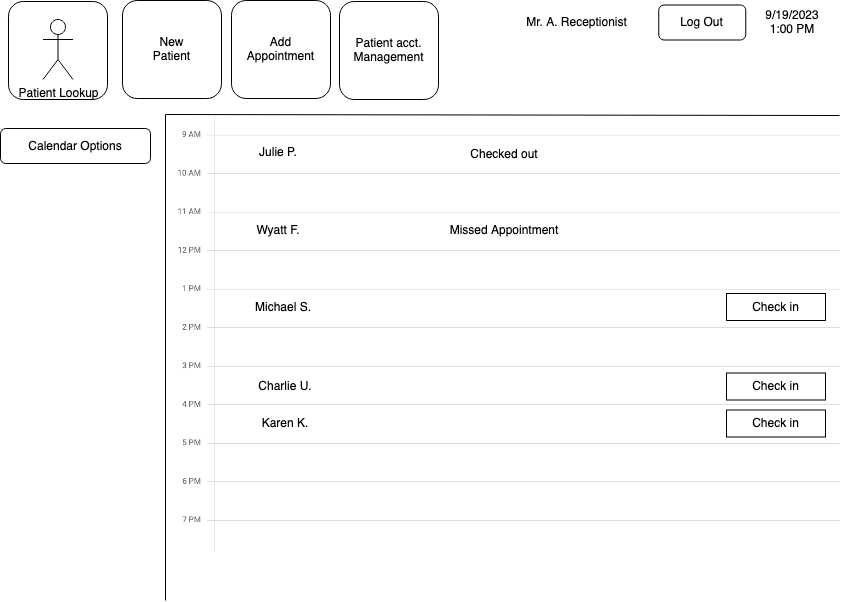 New
Patient
Add
Appointment
Patient acct.
Management
Patient Lookup
Mr. A. Receptionist
Log Out
9/19/2023
1:00 PM
Calendar Options
9 AM
Julie P. Checked out
10 AM
11 AM
Wyatt F. Missed Appointment
12 PM
1 PM
Michael S. Check in
2 PM
3 PM
Charlie U. Check in
4 PM
Karen K. Check in
5 PM
6 PM
7 PM